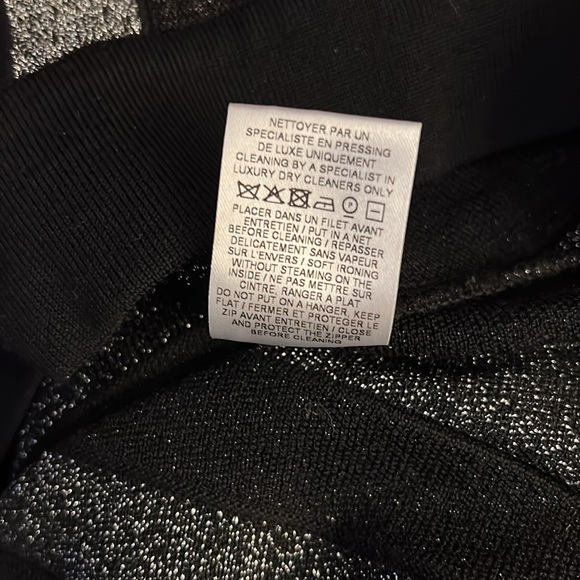 NETTOYER PAR UN
SPECIALISTE EN PRESSING
DE LUXE UNIQUEMENT
CLEANING BY A SPECIALIST IN
LUXURY DRY CLEANERS ONLY
P
PLACER DANS UN FILET AVANT
ENTRETIEN / PUT IN A NET
BEFORE CLEANING / REPASSER
DELICATEMENT SANS VAPEUR
SUR L'ENVERS / SOFT IRONING
WITHOUT STEAMING ON THE
INSIDE / NE PAS METTRE SUR
CINTRE, RANGER A PLAT
DO NOT PUT ON A HANGER, KEEP
FLAT / FERMER ET PROTEGER LE
ZIP AVANT ENTRETIEN / CLOSE
AND PROTECT THE ZIPPER
BEFORE CLEANING